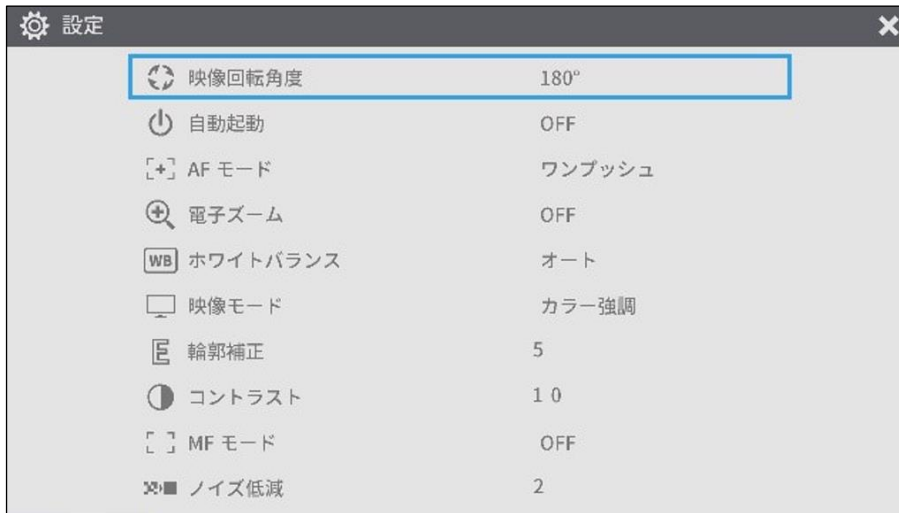 設定
映像回転角度 180°
自動起動 OFF
AF モード ワンプッシュ
電子ズーム OFF
WB ホワイトバランス オート
映像モード カラー強調
輪郭補正 5
コントラスト 1 0
MF モード OFF
ノイズ低減 2